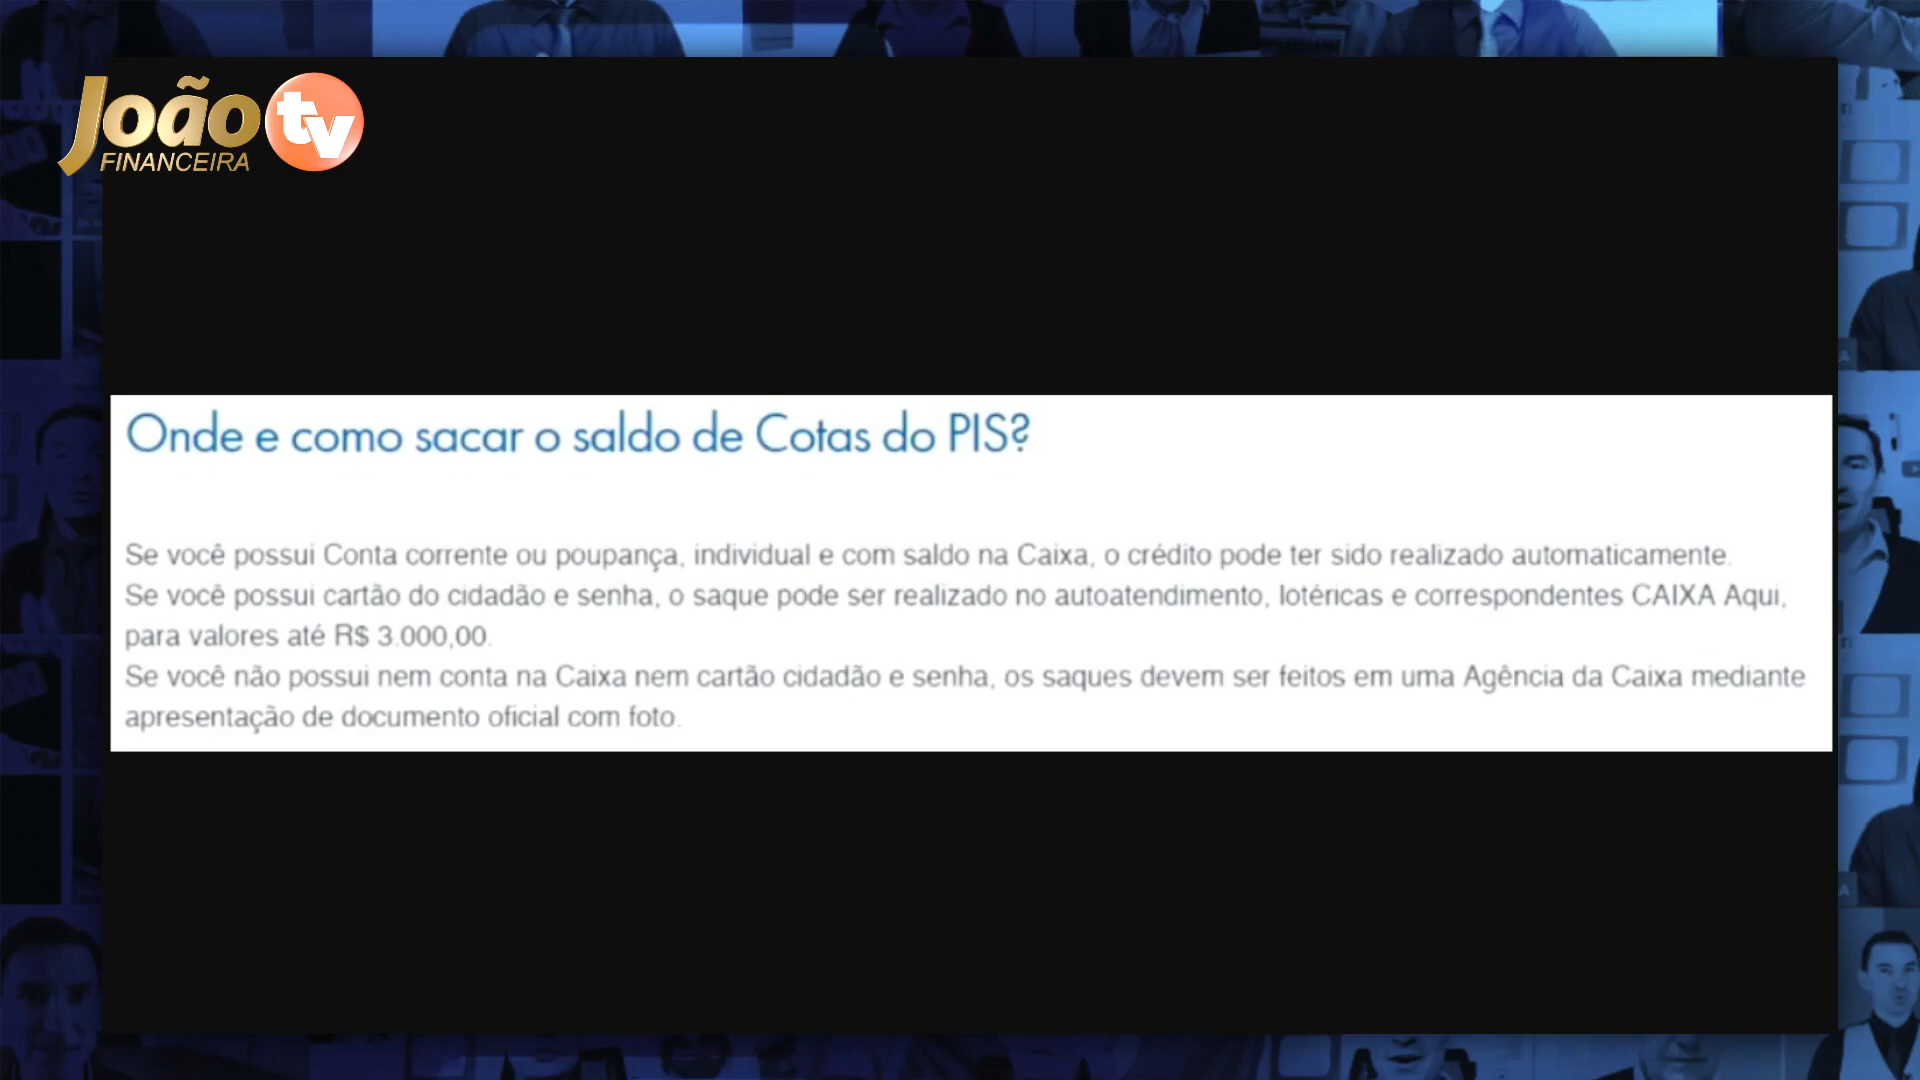 João tv
FINANCEIRA
Onde e como sacar o saldo de Cotas do PIS?
Se você possui Conta corrente ou poupança, individual e com saldo na Caixa, o crédito pode ter sido realizado automaticamente.
Se você possui cartão do cidadão e senha, o saque pode ser realizado no autoatendimento, lotéricas e correspondentes CAIXA Aqui,
para valores até R$ 3.000,00.
Se você não possui nem conta na Caixa nem cartão cidadão e senha, os saques devem ser feitos em uma Agência da Caixa mediante
apresentação de documento oficial com foto.